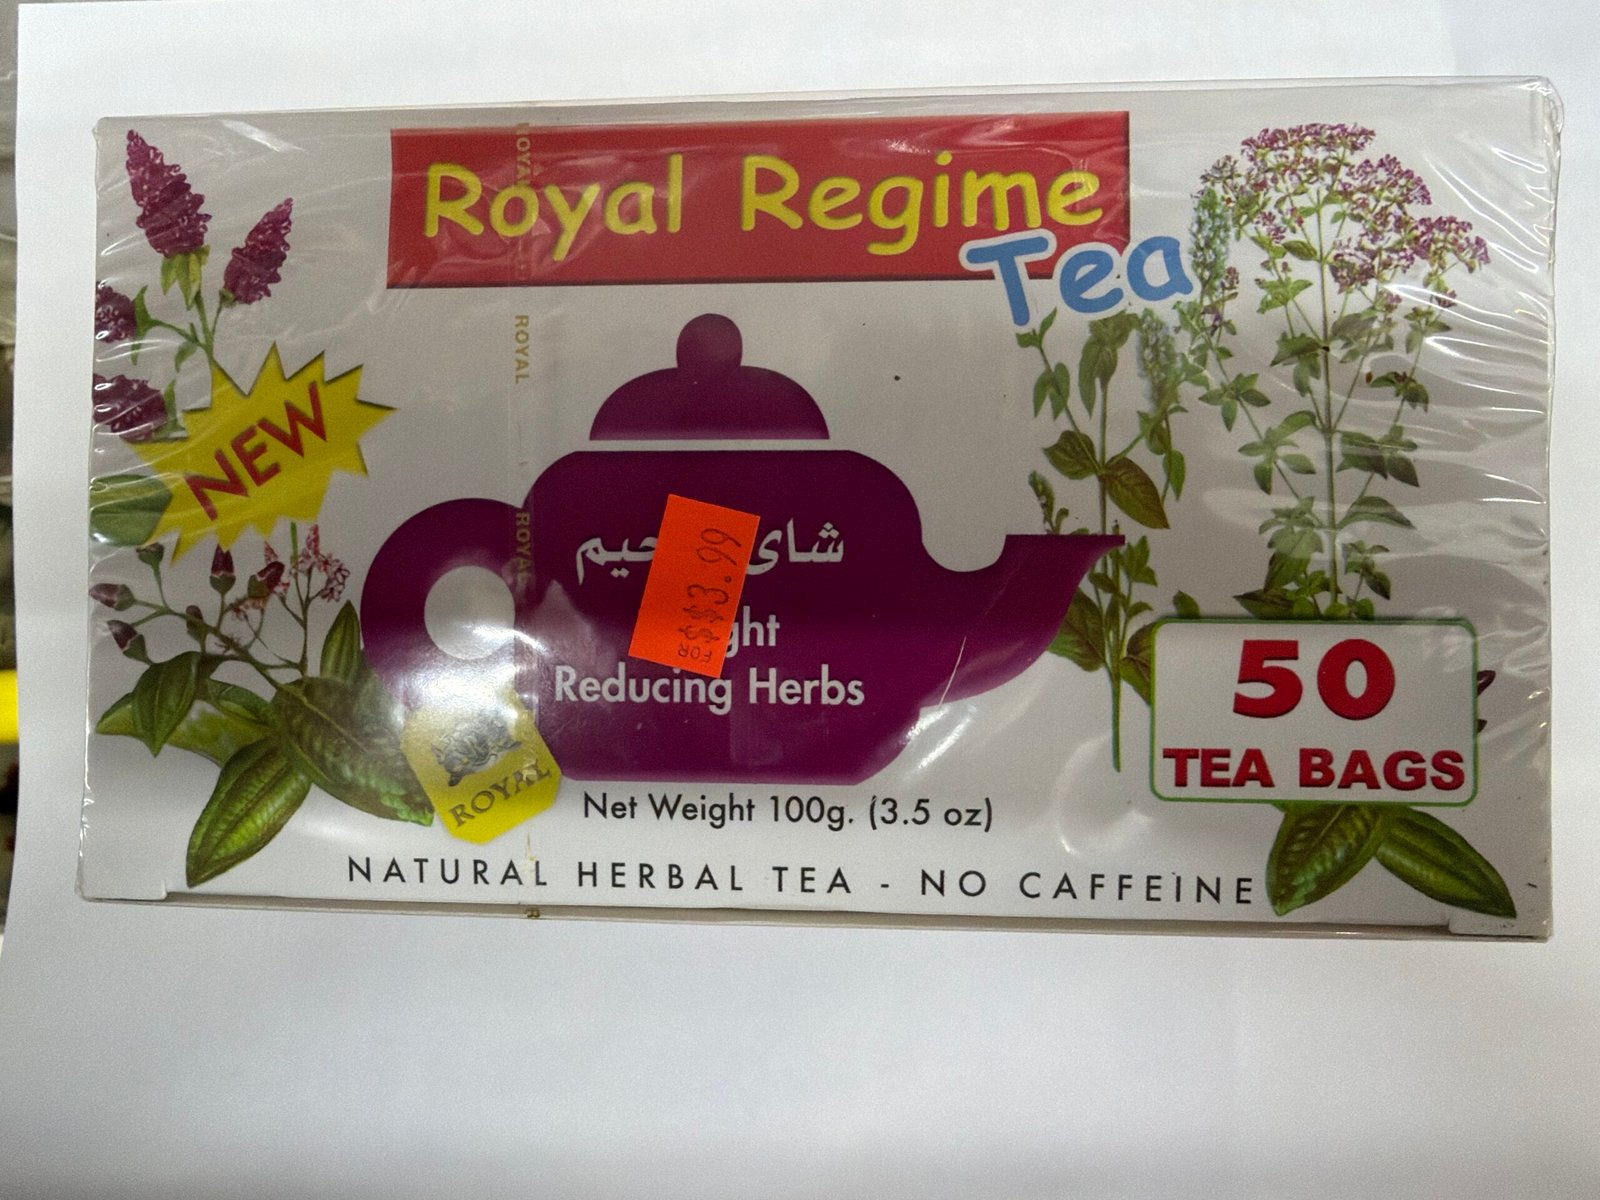 Royal Regime
Tea
NEW
شاى حيم
ght
Reducing Herbs
$3.99
FOR
ROYAL
ROYAL
ROYAL
ROYAL
50
TEA BAGS
Net Weight 100g. (3.5 oz)
NATURAL HERBAL TEA - NO CAFFEINE